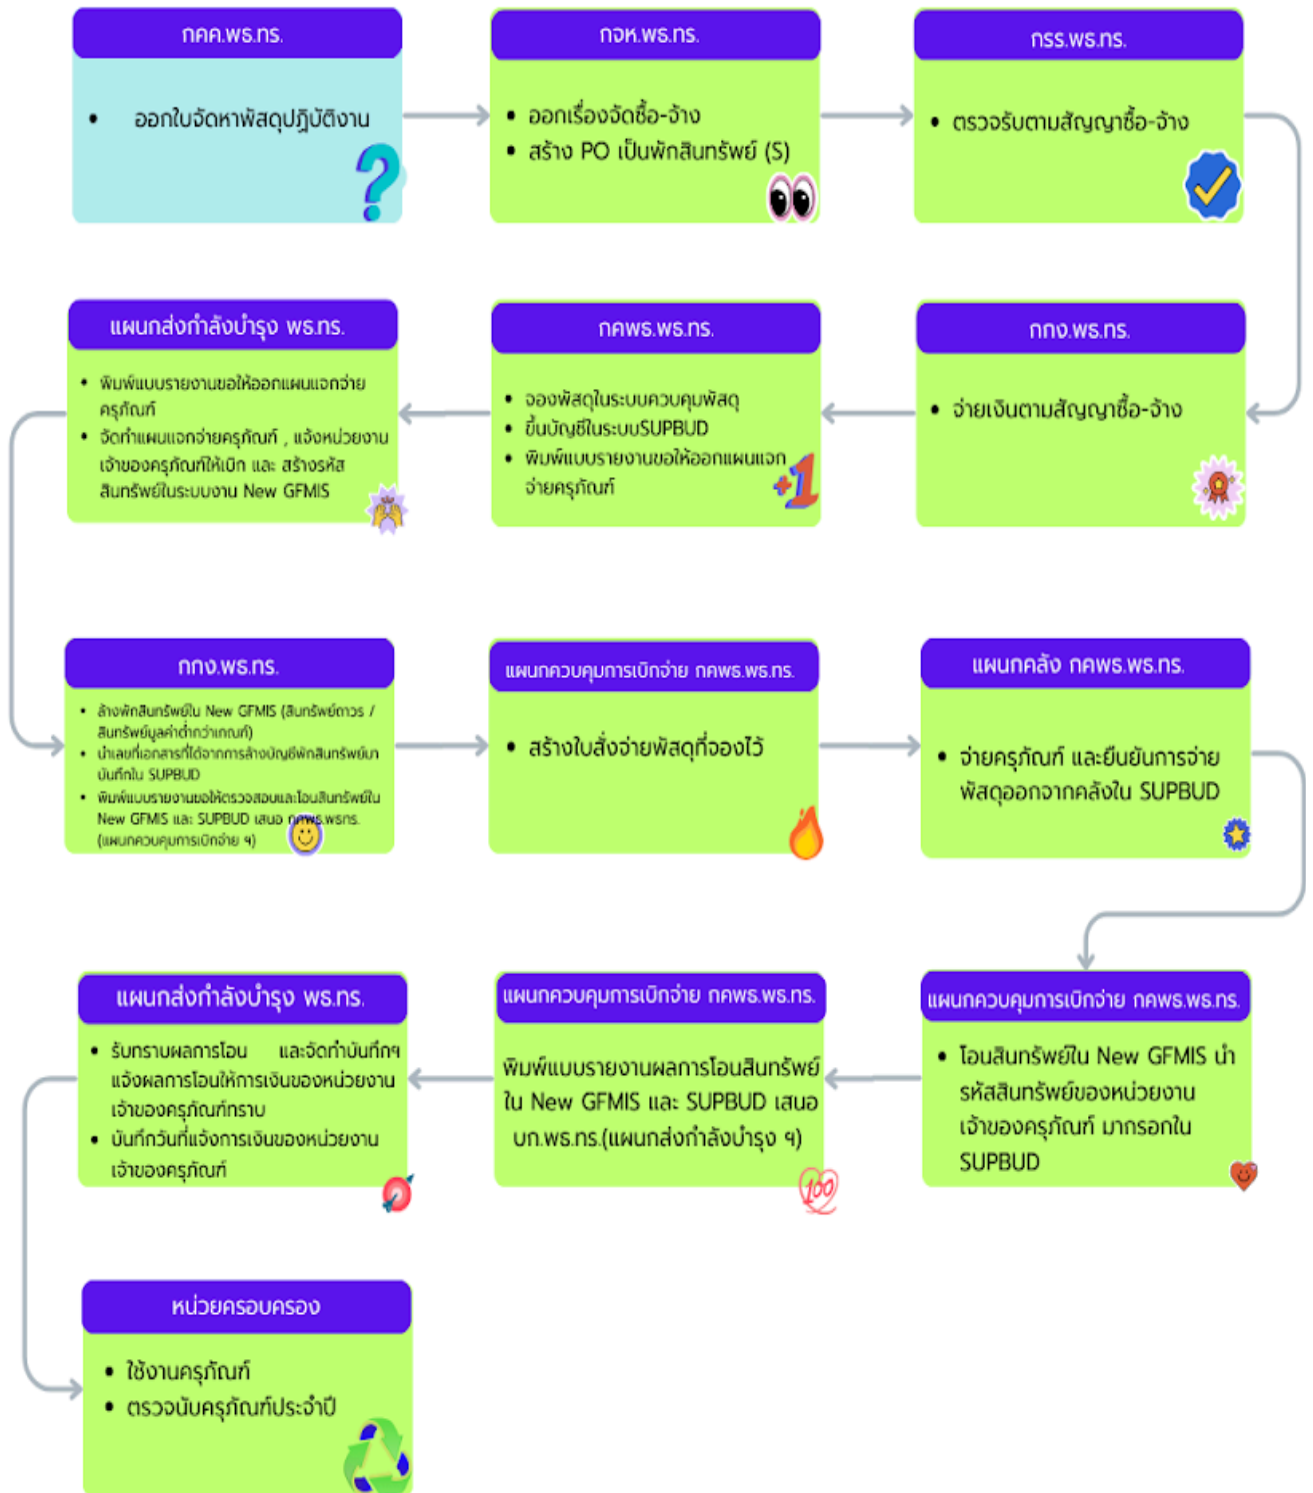 กคค.พธ.ทร.
• ออกใบจัดหาพัสดุปฏิบัติงาน
กจห.พธ.ทร.
• ออกเรื่องจัดซื้อ-จ้าง
• สร้าง PO เป็นพักสินทรัพย์ (S)
กรร.พธ.ทร.
• ตรวจรับตามสัญญาซื้อ-จ้าง
กกง.พธ.ทร.
• จ่ายเงินตามสัญญาซื้อ-จ้าง
กคพธ.พธ.ทร.
• จองพัสดุในระบบควบคุมพัสดุ
• ขึ้นบัญชีในระบบSUPBUD
• พิมพ์แบบรายงานขอให้ออกแผนแจก
จ่ายครุภัณฑ์
+1
แผนกส่งกำลังบำรุง พธ.ทร.
• พิมพ์แบบรายงานขอให้ออกแผนแจกจ่าย
ครุภัณฑ์
• จัดทำแผนแจกจ่ายครุภัณฑ์ , แจ้งหน่วยงาน
เจ้าของครุภัณฑ์ให้เบิก และ สร้างรหัส
สินทรัพย์ในระบบงาน New GFMIS
กกง.พธ.ทร.
• ล้างพักสินทรัพย์ใน New GFMIS (สินทรัพย์ถาวร /
สินทรัพย์มูลค่าต่ำกว่าเกณฑ์)
• นำเลขที่เอกสารที่ได้จากการล้างบัญชีพักสินทรัพย์มา
บันทึกใน SUPBUD
• พิมพ์แบบรายงานขอให้ตรวจสอบและโอนสินทรัพย์ใน
New GFMIS และ SUPBUD เสนอ กคพธ.พธทร.
(แผนกควบคุมการเบิกจ่าย ฯ)
แผนกควบคุมการเบิกจ่าย กคพธ.พธ.ทร.
• สร้างใบสั่งจ่ายพัสดุที่จองไว้
แผนกคลัง กคพธ.พธ.ทร.
• จ่ายครุภัณฑ์ และยืนยันการจ่าย
พัสดุออกจากคลังใน SUPBUD
แผนกควบคุมการเบิกจ่าย กคพธ.พธ.ทร.
• โอนสินทรัพย์ใน New GFMIS นำ
รหัสสินทรัพย์ของหน่วยงาน
เจ้าของครุภัณฑ์ มากรอกใน
SUPBUD
แผนกควบคุมการเบิกจ่าย กคพธ.พธ.ทร.
พิมพ์แบบรายงานผลการโอนสินทรัพย์
ใน New GFMIS และ SUPBUD เสนอ
บก.พธ.ทร.(แผนกส่งกำลังบำรุง ฯ)
100
แผนกส่งกำลังบำรุง พธ.ทร.
• รับทราบผลการโอน และจัดทำบันทึกฯ
แจ้งผลการโอนให้การเงินของหน่วยงาน
เจ้าของครุภัณฑ์ทราบ
• บันทึกวันที่แจ้งการเงินของหน่วยงาน
เจ้าของครุภัณฑ์
หน่วยครอบครอง
• ใช้งานครุภัณฑ์
• ตรวจนับครุภัณฑ์ประจำปี